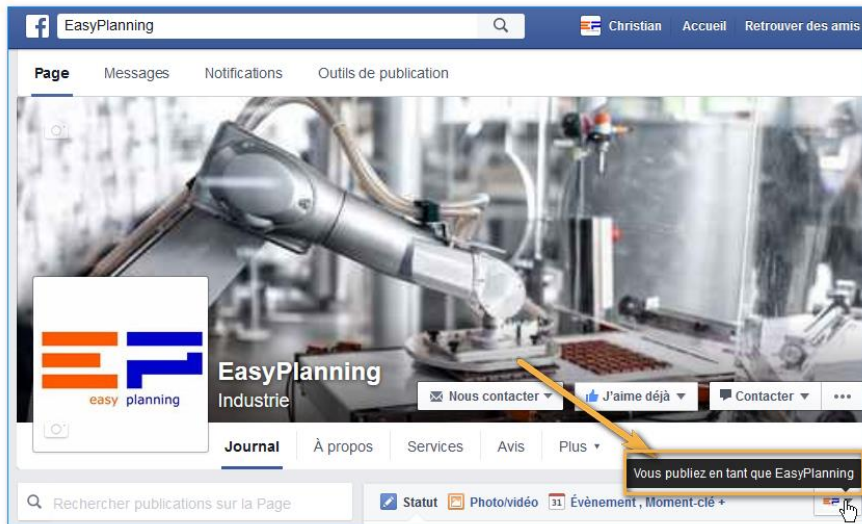 EasyPlanning
Christian Accueil Retrouver des amis
Page Messages Notifications Outils de publication
easy planning
EasyPlanning
Industrie
Nous contacter J'aime déjà Contacter
Journal À propos Services Avis Plus
Vous publiez en tant que EasyPlanning
Rechercher publications sur la Page
Statut Photo/vidéo 31 Évènement , Moment-clé +